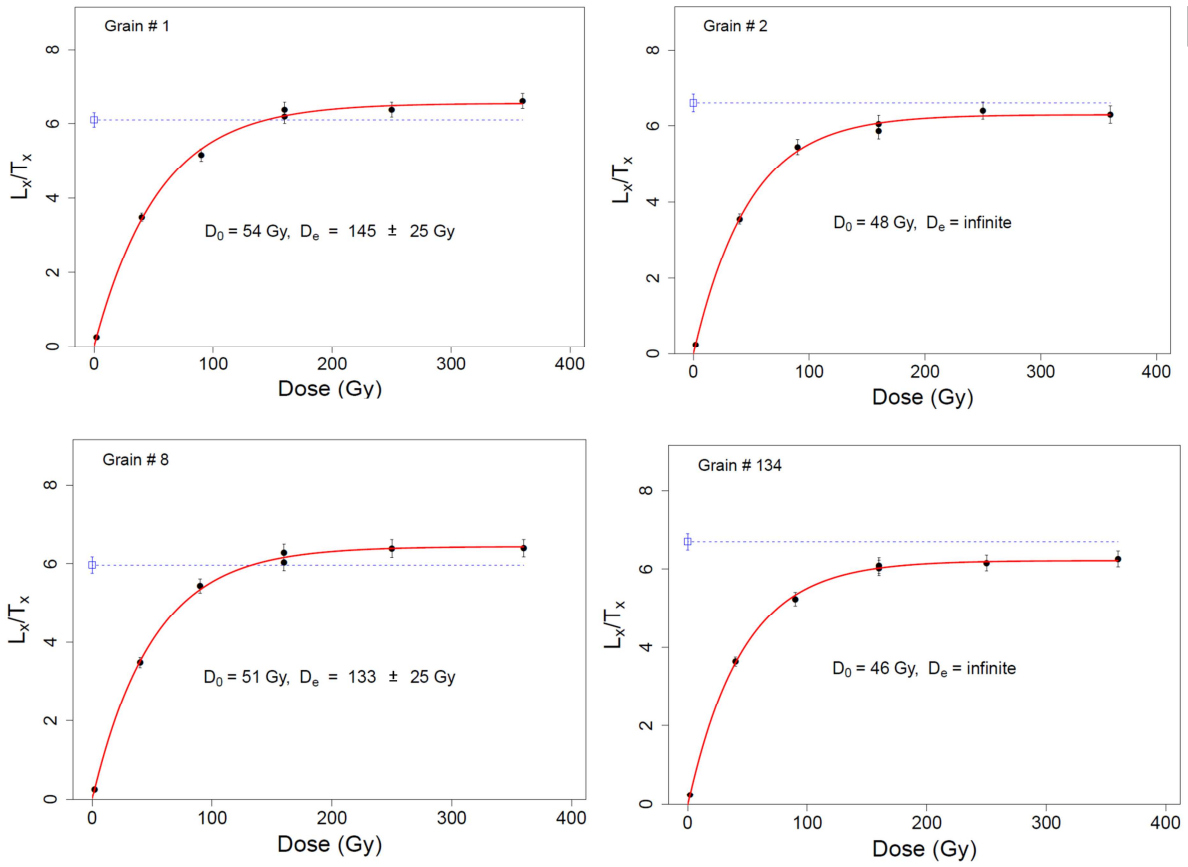 Grain # 1
8
6
4
2
0
Lx/Tx
D0 = 54 Gy, De = 145 ± 25 Gy
0 100 200 300 400
Dose (Gy)
Grain # 2
8
6
4
2
0
Lx/Tx
D0 = 48 Gy, De = infinite
0 100 200 300 400
Dose (Gy)
Grain # 8
8
6
4
2
0
Lx/Tx
D0 = 51 Gy, De = 133 ± 25 Gy
0 100 200 300 400
Dose (Gy)
Grain # 134
8
6
4
2
0
Lx/Tx
D0 = 46 Gy, De = infinite
0 100 200 300 400
Dose (Gy)